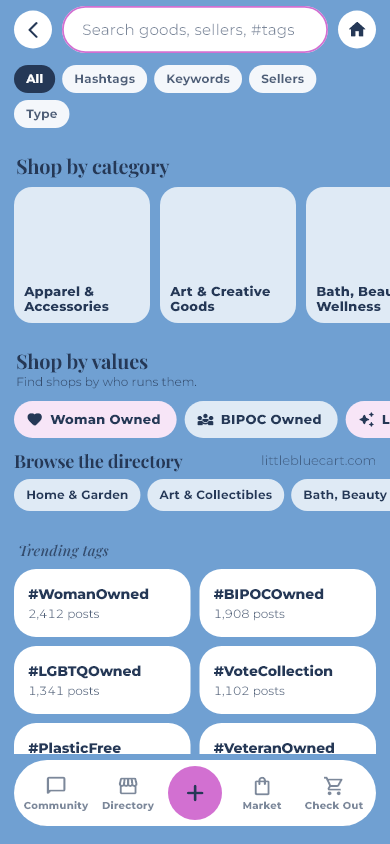 Search goods, sellers, #tags
All
Hashtags
Keywords
Sellers
Type
Shop by category
Apparel &
Accessories
Art & Creative
Goods
Bath, Beau
Wellness
Shop by values
Find shops by who runs them.
Woman Owned
BIPOC Owned
L
Browse the directory
littlebluecart.com
Home & Garden
Art & Collectibles
Bath, Beauty
Trending tags
#WomanOwned
2,412 posts
#BIPOCOwned
1,908 posts
#LGBTQOwned
1,341 posts
#VoteCollection
1,102 posts
#PlasticFree
#VeteranOwned
Community
Directory
Market
Check Out